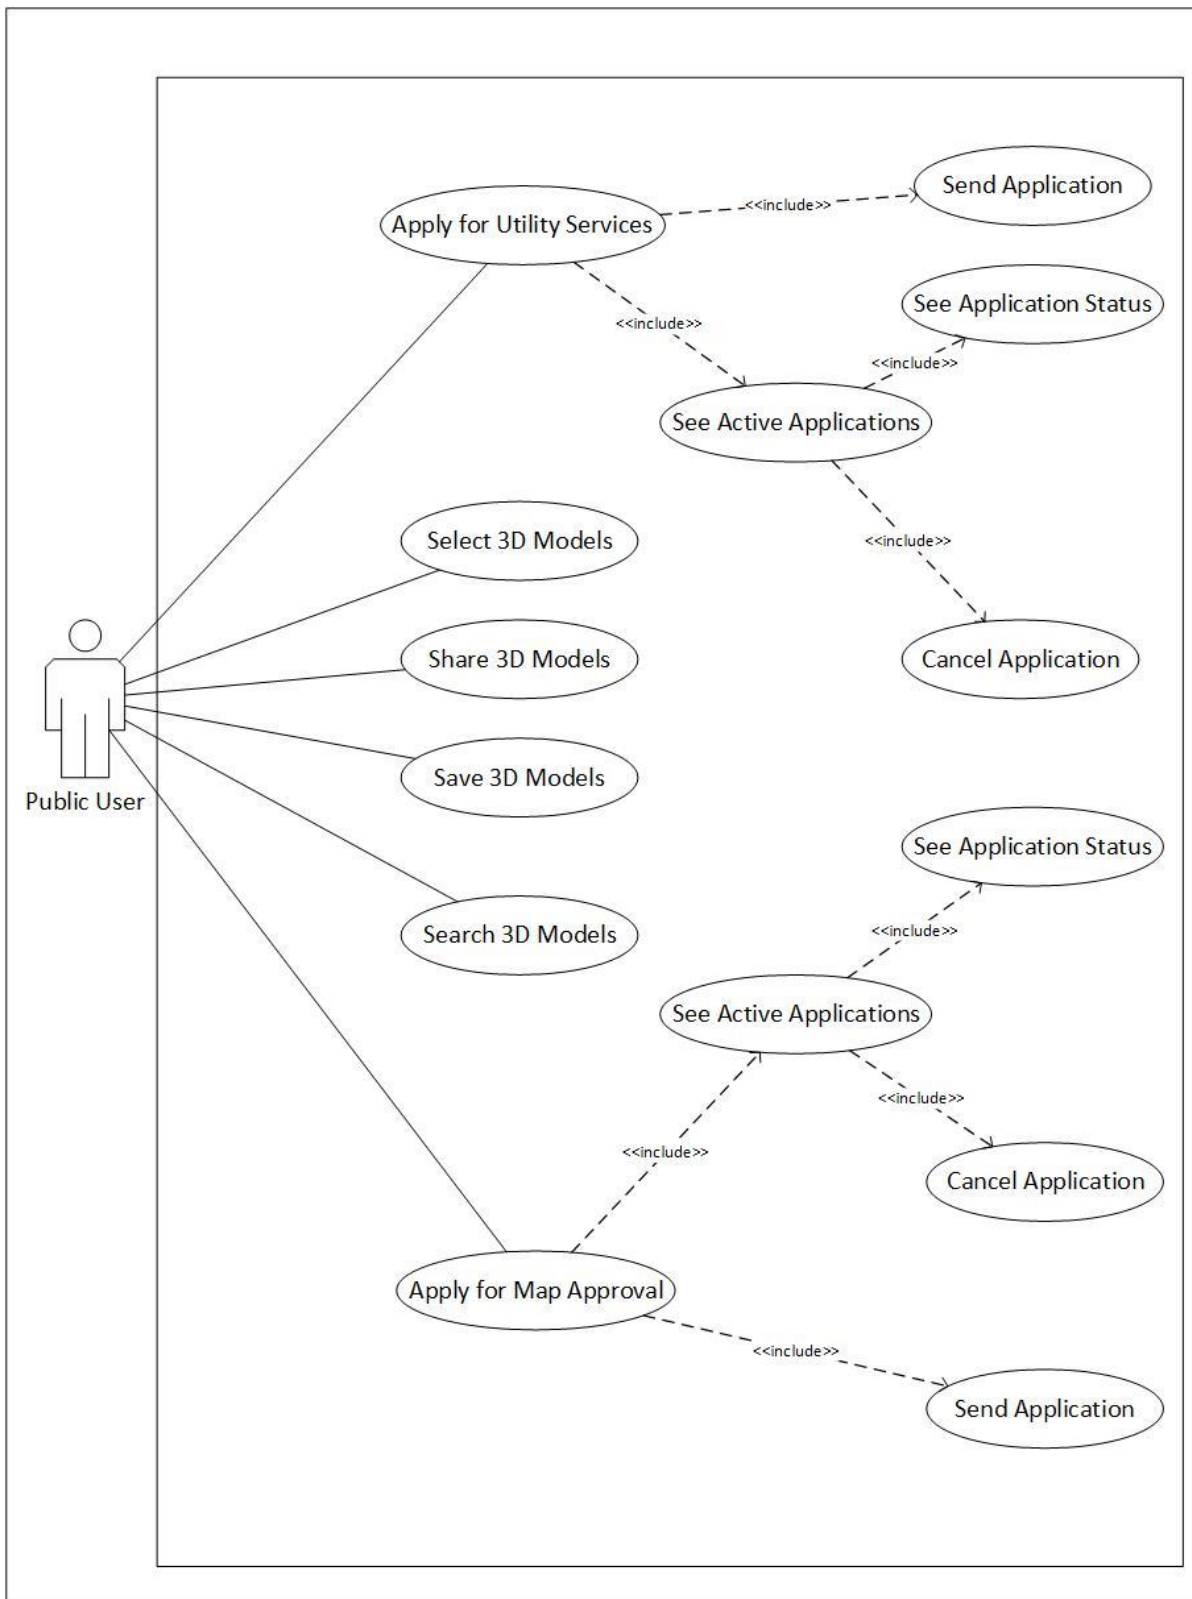 Send Application
<<include>>
Apply for Utility Services
See Application Status
<<include>>
<<include>>
See Active Applications
Select 3D Models
<<include>>
Share 3D Models
Cancel Application
Save 3D Models
Public User
See Application Status
Search 3D Models
<<include>>
See Active Applications
<<include>>
<<include>>
Cancel Application
Apply for Map Approval
<<include>>
Send Application